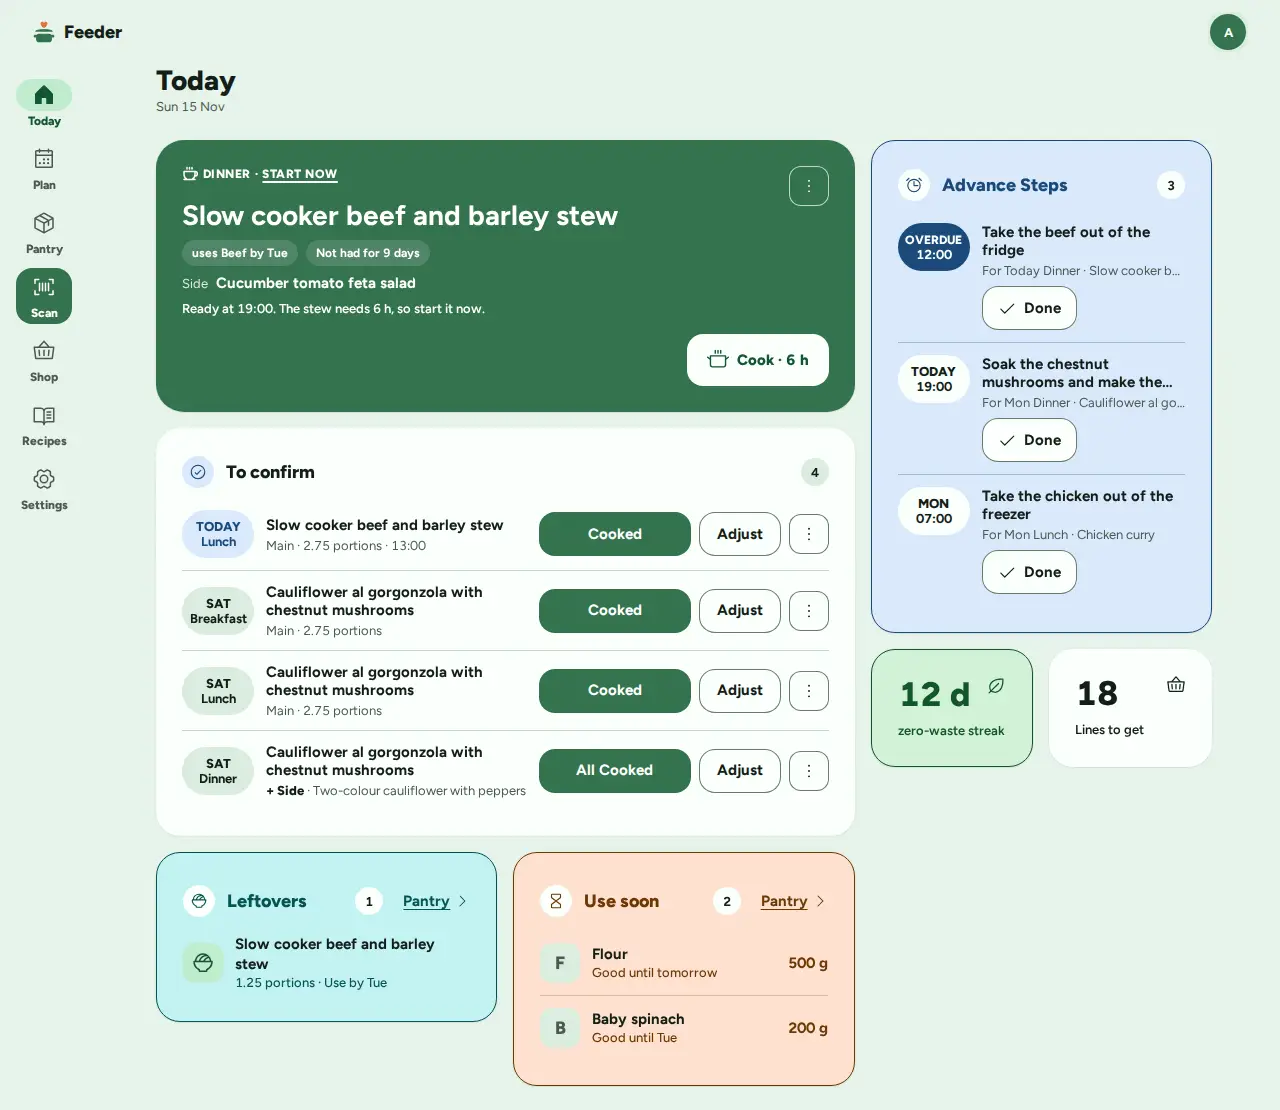 Feeder
A
Today
Sun 15 Nov
Today
Plan
Pantry
Scan
Shop
Recipes
Settings
DINNER · START NOW
Slow cooker beef and barley stew
uses Beef by Tue
Not had for 9 days
Side Cucumber tomato feta salad
Ready at 19:00. The stew needs 6 h, so start it now.
Cook · 6 h
To confirm
4
TODAY
Lunch
Slow cooker beef and barley stew
Main · 2.75 portions · 13:00
Cooked
Adjust
SAT
Breakfast
Cauliflower al gorgonzola with
chestnut mushrooms
Main · 2.75 portions
Cooked
Adjust
SAT
Lunch
Cauliflower al gorgonzola with
chestnut mushrooms
Main · 2.75 portions
Cooked
Adjust
SAT
Dinner
Cauliflower al gorgonzola with
chestnut mushrooms
+ Side · Two-colour cauliflower with peppers
All Cooked
Adjust
Leftovers
1
Pantry
Slow cooker beef and barley
stew
1.25 portions · Use by Tue
Use soon
2
Pantry
F
Flour
Good until tomorrow
500 g
B
Baby spinach
Good until Tue
200 g
Advance Steps
3
OVERDUE
12:00
Take the beef out of the
fridge
For Today Dinner · Slow cooker b...
Done
TODAY
19:00
Soak the chestnut
mushrooms and make the...
For Mon Dinner · Cauliflower al go...
Done
MON
07:00
Take the chicken out of the
freezer
For Mon Lunch · Chicken curry
Done
12 d
zero-waste streak
18
Lines to get